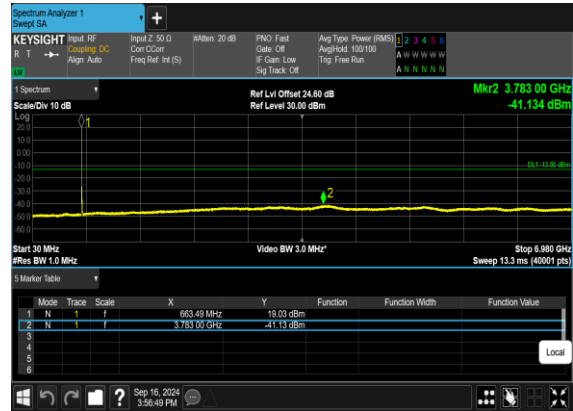 Spectrum Analyzer 1
Swept SA
KEYSIGHT
R T
Input: RF
Coupling: DC
Align: Auto
Input Z: 50 Ω
Corr CCorr
Freq Ref: Int (S)
#Atten: 20 dB
PNO: Fast
Gate: Off
IF Gain: Low
Sig Track: Off
Avg Type: Power (RMS)
Avg|Hold: 100/100
Trig: Free Run
1 2 3 4 5 6
A W W W W W
A N N N N N
1 Spectrum
Scale/Div 10 dB
Ref Lvl Offset 24.60 dB
Ref Level 30.00 dBm
Mkr2 3.783 00 GHz
-41.134 dBm
Log
20.0
10.0
0.00
-10.0
-20.0
-30.0
-40.0
-50.0
-60.0
1
2
DL1 -13.00 dBm
Start 30 MHz
#Res BW 1.0 MHz
Video BW 3.0 MHz*
Stop 6.980 GHz
Sweep 13.3 ms (40001 pts)
5 Marker Table
Mode Trace Scale X Y Function Function Width Function Value
1 N 1 f 663.49 MHz 19.03 dBm
2 N 1 f 3.783 00 GHz -41.13 dBm
3
4
5
6
Local
Sep 16, 2024
3:56:49 PM